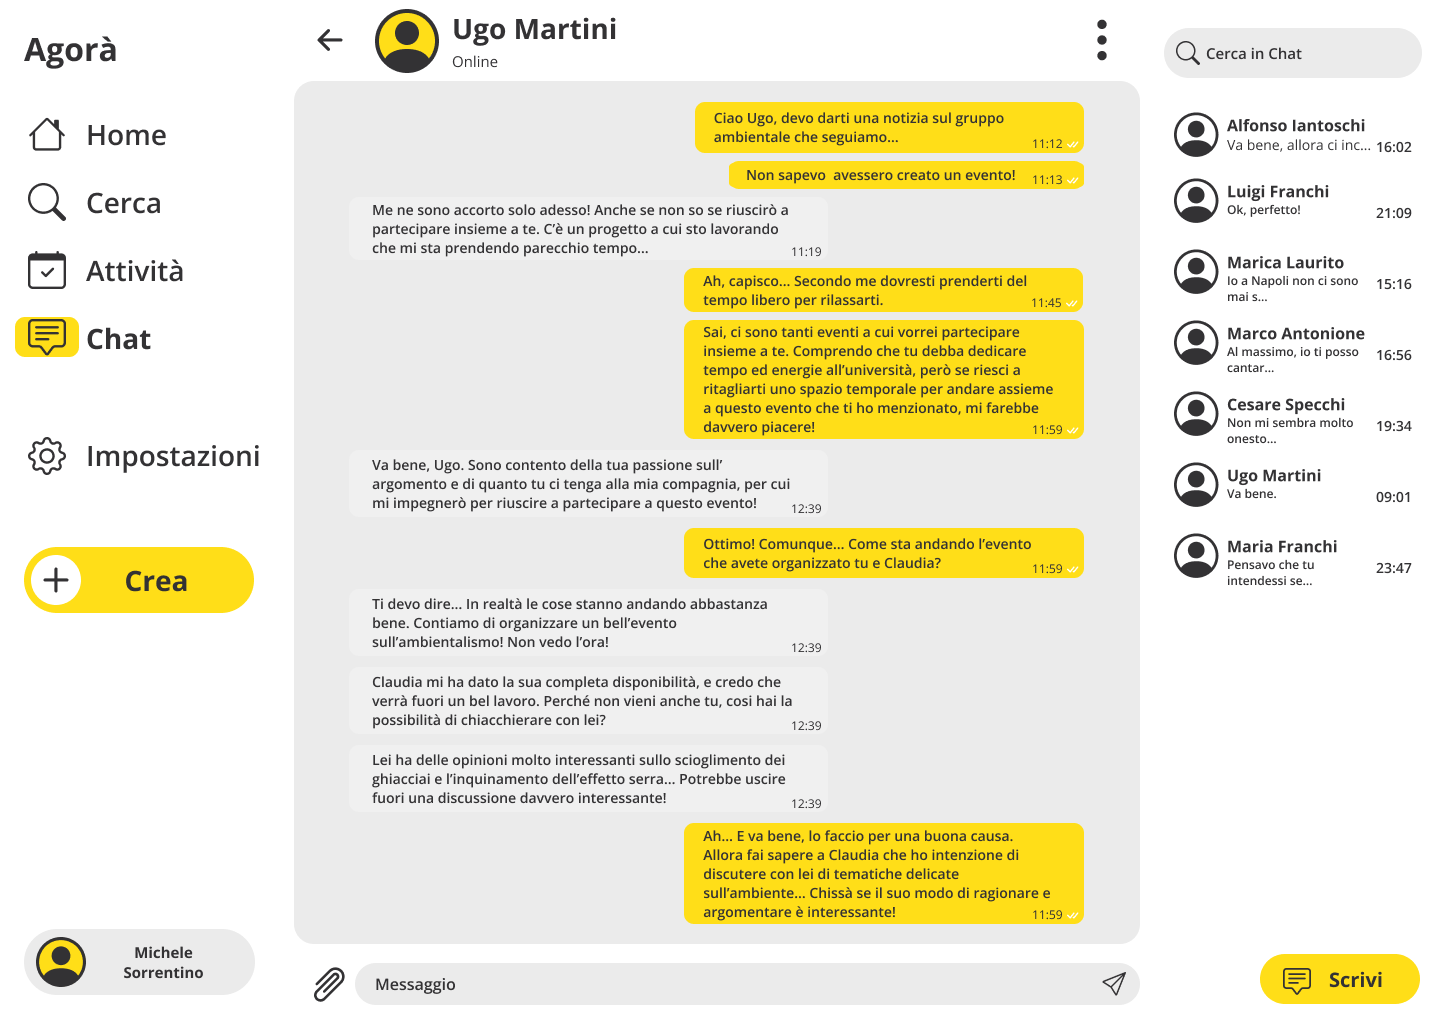 Agorà
Home
Cerca
Attività
Chat
Impostazioni
Crea
Michele
Sorrentino
Ugo Martini
Online
Ciao Ugo, devo darti una notizia sul gruppo
ambientale che seguiamo...
11:12
Non sapevo  avessero creato un evento!
11:13
Me ne sono accorto solo adesso! Anche se non so se riuscirò a
partecipare insieme a te. C’è un progetto a cui sto lavorando
che mi sta prendendo parecchio tempo...
11:19
Ah, capisco... Secondo me dovresti prenderti del
tempo libero per rilassarti.
11:45
Sai, ci sono tanti eventi a cui vorrei partecipare
insieme a te. Comprendo che tu debba dedicare
tempo ed energie all’università, però se riesci a
ritagliarti uno spazio temporale per andare assieme
a questo evento che ti ho menzionato, mi farebbe
davvero piacere!
11:59
Va bene, Ugo. Sono contento della tua passione sull’
argomento e di quanto tu ci tenga alla mia compagnia, per cui
mi impegnerò per riuscire a partecipare a questo evento!
12:39
Ottimo! Comunque... Come sta andando l’evento
che avete organizzato tu e Claudia?
11:59
Ti devo dire... In realtà le cose stanno andando abbastanza
bene. Contiamo di organizzare un bell’evento
sull’ambientalismo! Non vedo l’ora!
12:39
Claudia mi ha dato la sua completa disponibilità, e credo che
verrà fuori un bel lavoro. Perché non vieni anche tu, cosi hai la
possibilità di chiacchierare con lei?
12:39
Lei ha delle opinioni molto interessanti sullo scioglimento dei
ghiacciai e l’inquinamento dell’effetto serra... Potrebbe uscire
fuori una discussione davvero interessante!
12:39
Ah... E va bene, lo faccio per una buona causa.
Allora fai sapere a Claudia che ho intenzione di
discutere con lei di tematiche delicate
sull’ambiente... Chissà se il suo modo di ragionare e
argomentare è interessante!
11:59
Messaggio
Cerca in Chat
Alfonso Iantoschi
Va bene, allora ci inc...
16:02
Luigi Franchi
Ok, perfetto!
21:09
Marica Laurito
Io a Napoli non ci sono
mai s...
15:16
Marco Antonione
Al massimo, io ti posso
cantar...
16:56
Cesare Specchi
Non mi sembra molto
onesto...
19:34
Ugo Martini
Va bene.
09:01
Maria Franchi
Pensavo che tu
intendessi se...
23:47
Scrivi